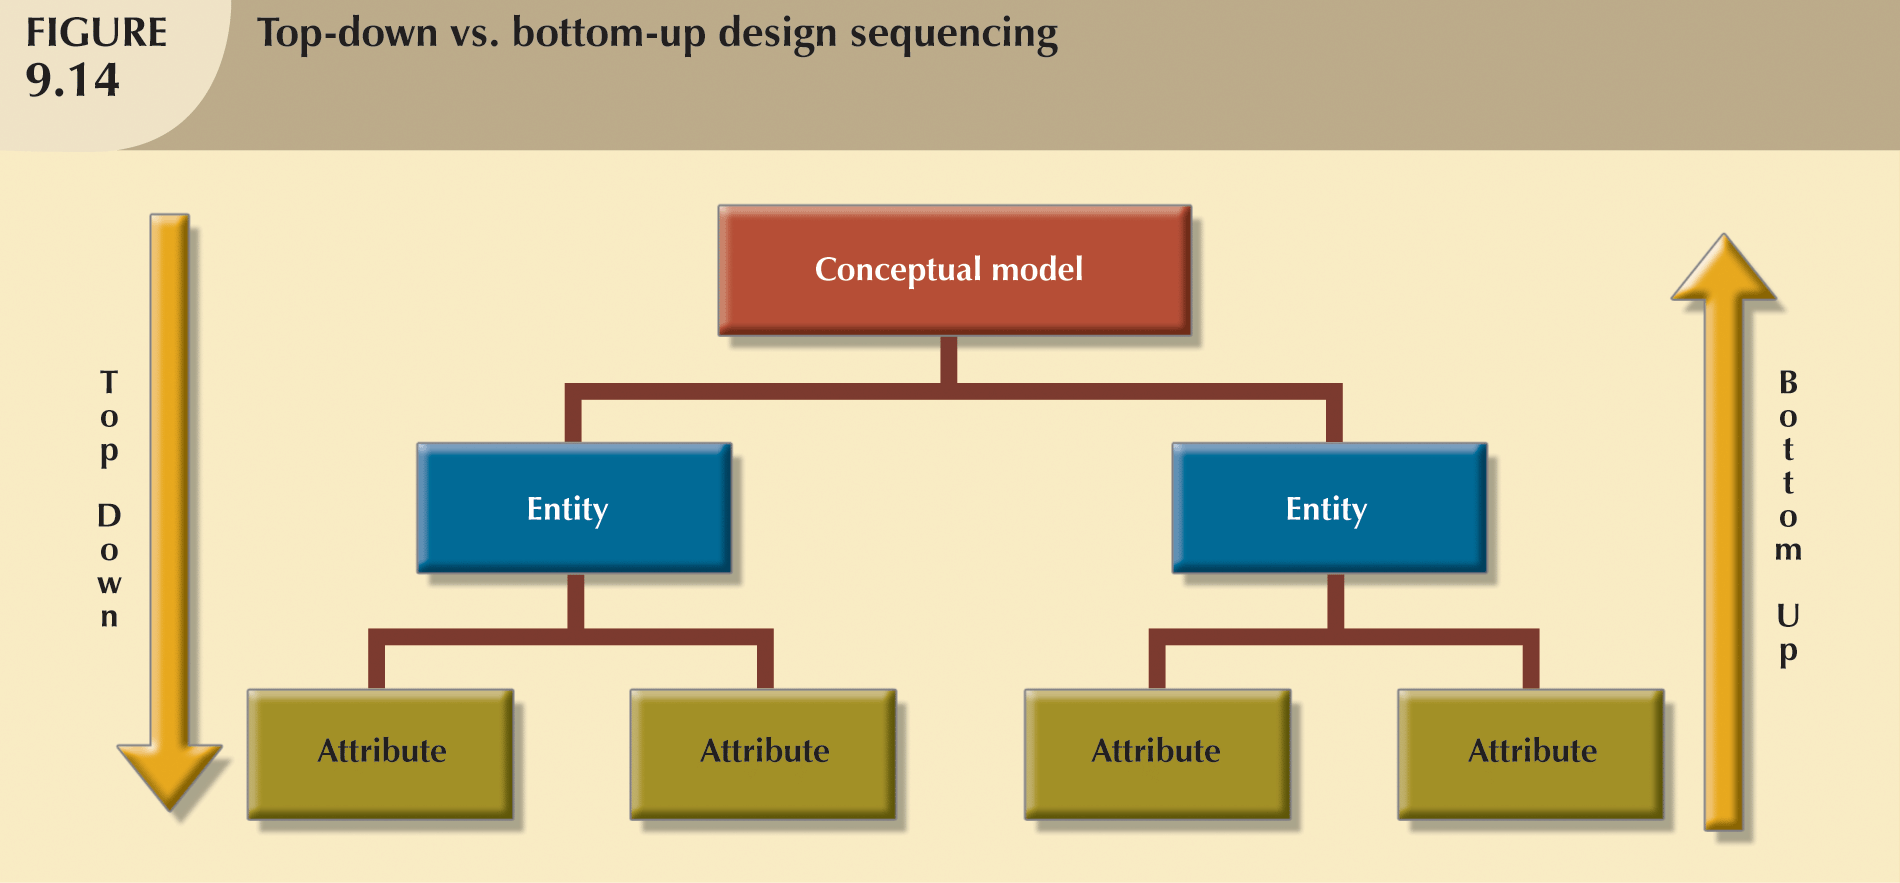 FIGURE
9.14
Top-down vs. bottom-up design sequencing
Conceptual model
Top Down
Bottom Up
Entity
Entity
Attribute
Attribute
Attribute
Attribute